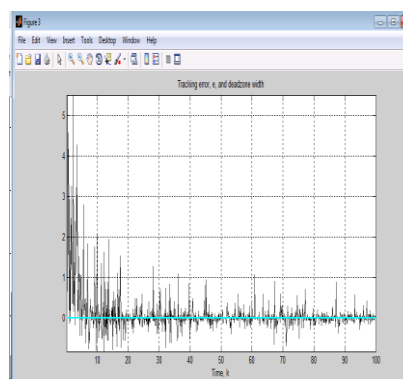 Figure 3
File Edit View Insert Tools Desktop Window Help
Tracking error, e, and deadzone width
5
4
3
2
1
0
10 20 30 40 50 60 70 80 90 100
Time, k